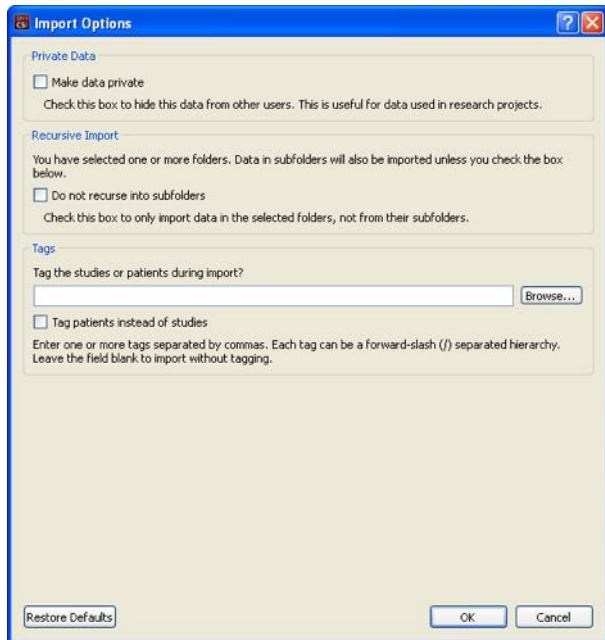 Import Options
Private Data
Make data private
Check this box to hide this data from other users. This is useful for data used in research projects.
Recursive Import
You have selected one or more folders. Data in subfolders will also be imported unless you check the box
below.
Do not recurse into subfolders
Check this box to only import data in the selected folders, not from their subfolders.
Tags
Tag the studies or patients during import?
Browse...
Tag patients instead of studies
Enter one or more tags separated by commas. Each tag can be a forward-slash (/) separated hierarchy.
Leave the field blank to import without tagging.
Restore Defaults
OK
Cancel